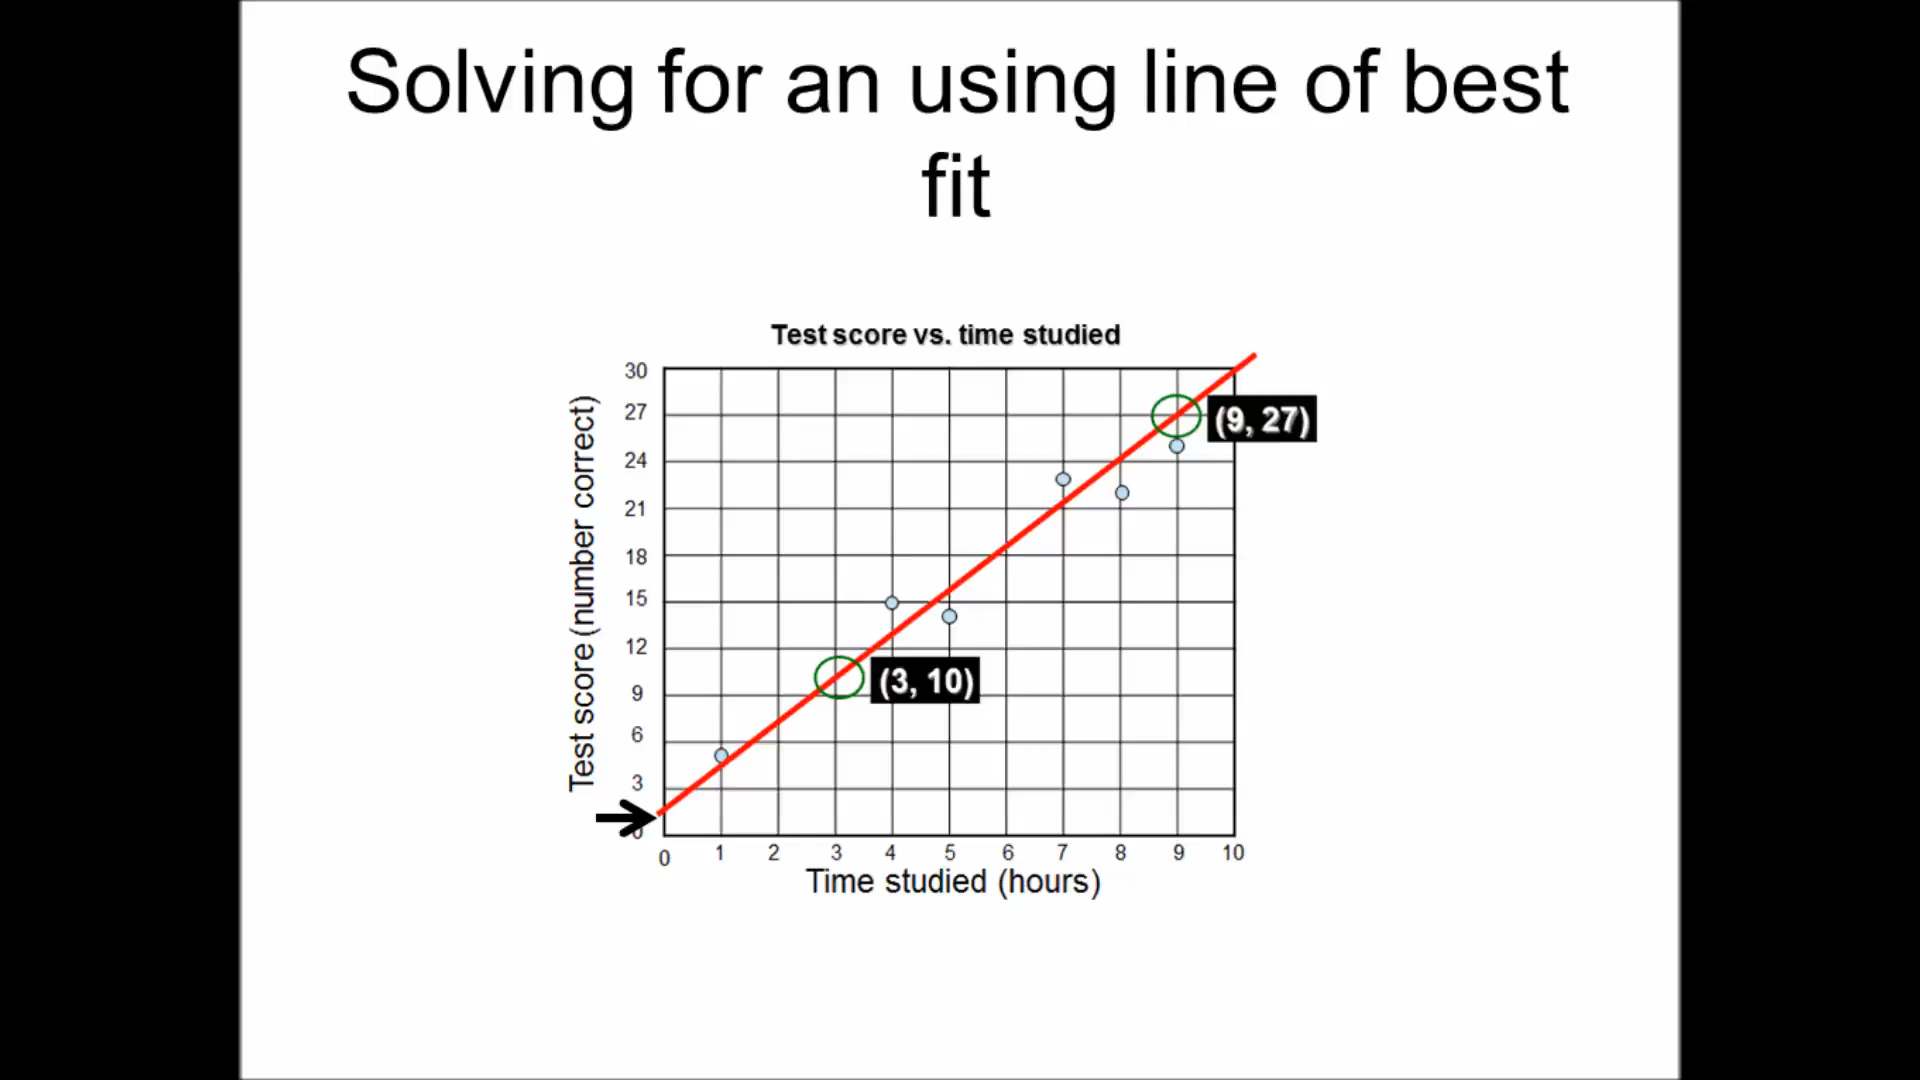 Solving for an using line of best
fit
Test score vs. time studied
30
27
(9, 27)
24
21
18
15
12
(3, 10)
9
6
3
0
Test score (number correct)
0 1 2 3 4 5 6 7 8 9 10
Time studied (hours)